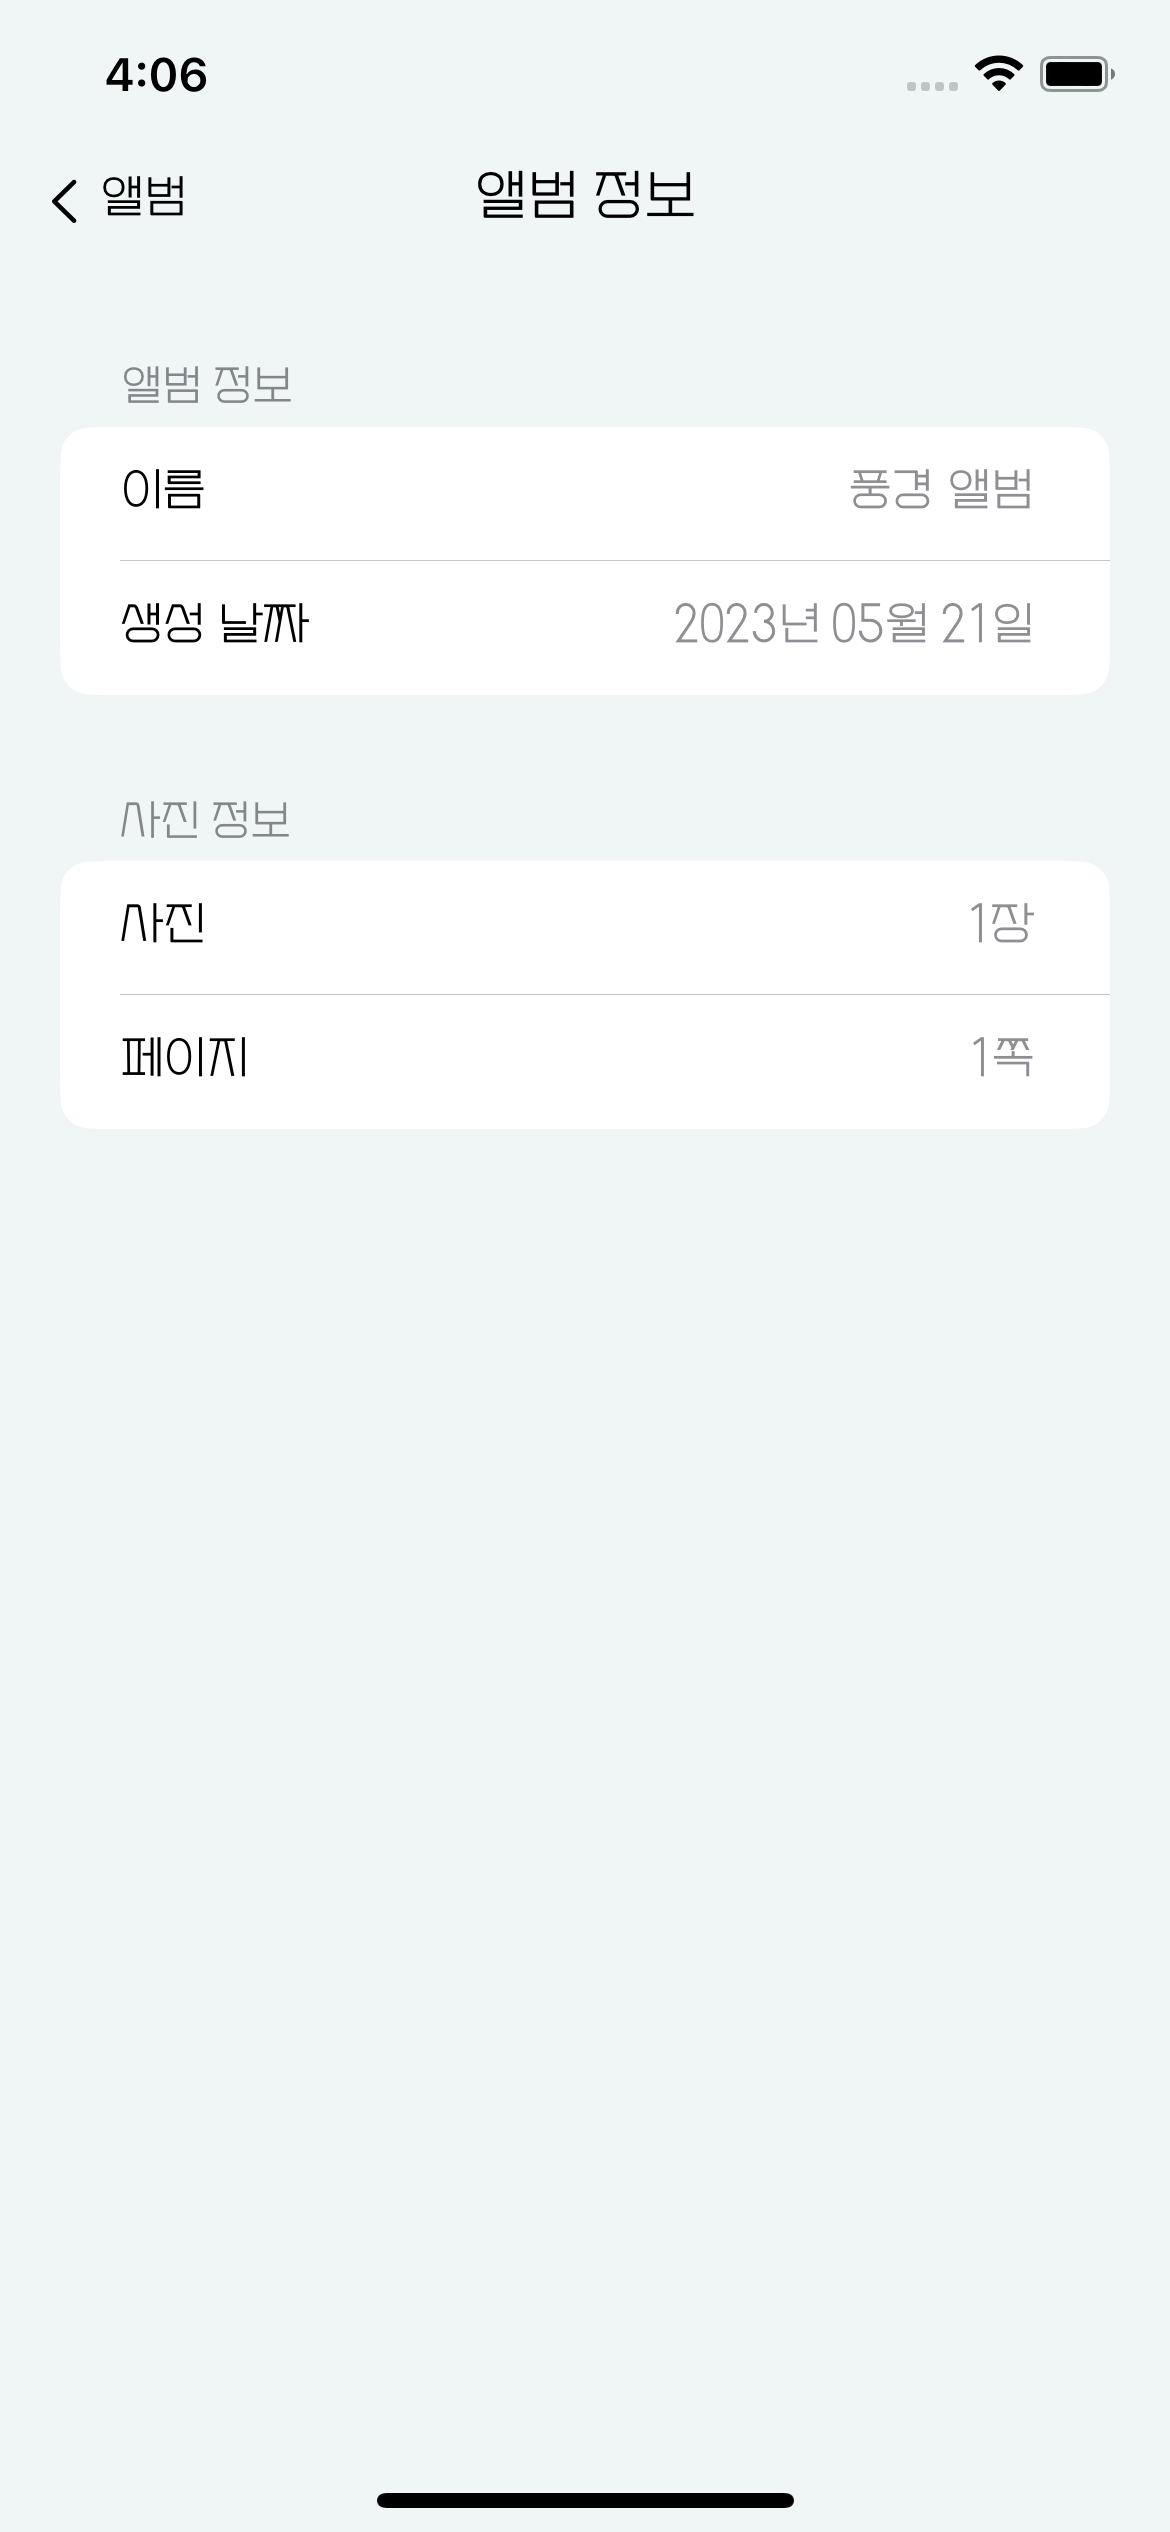 4:06
앨범
앨범 정보
앨범 정보
이름 풍경 앨범
생성 날짜 2023년 05월 21일
사진 정보
사진 1장
페이지 1쪽